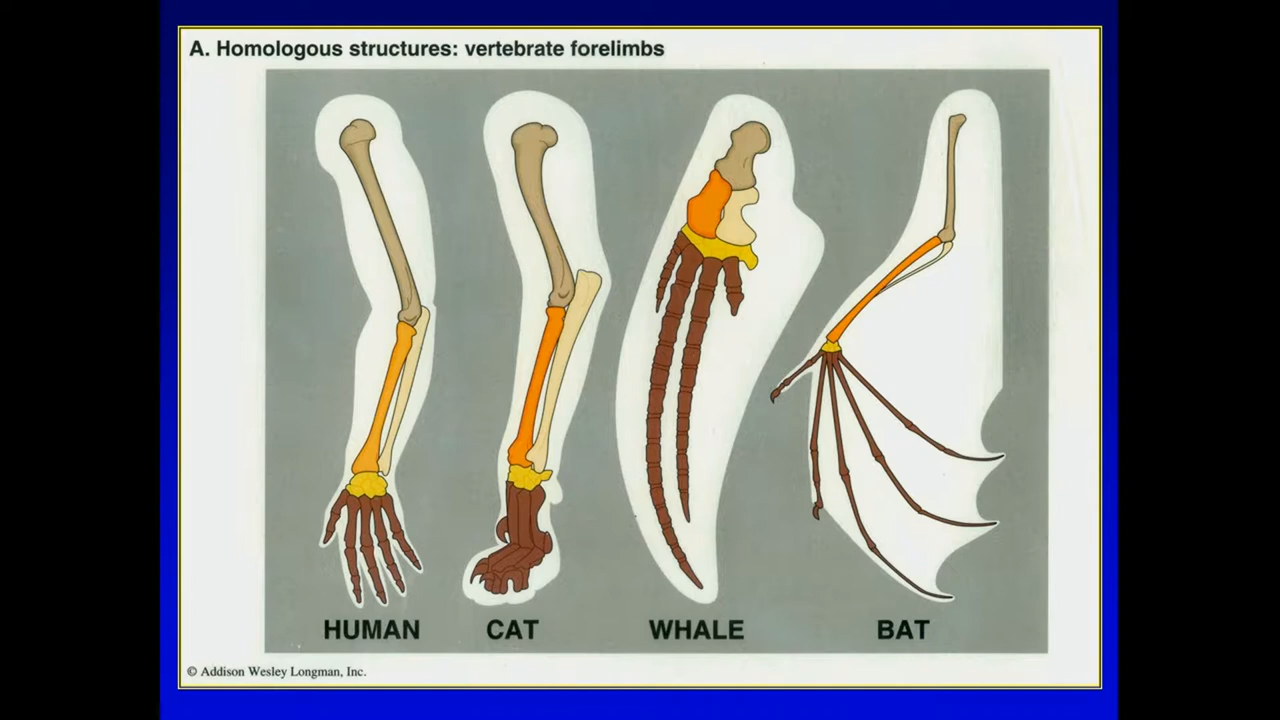 A. Homologous structures: vertebrate forelimbs
HUMAN CAT WHALE BAT
© Addison Wesley Longman, Inc.